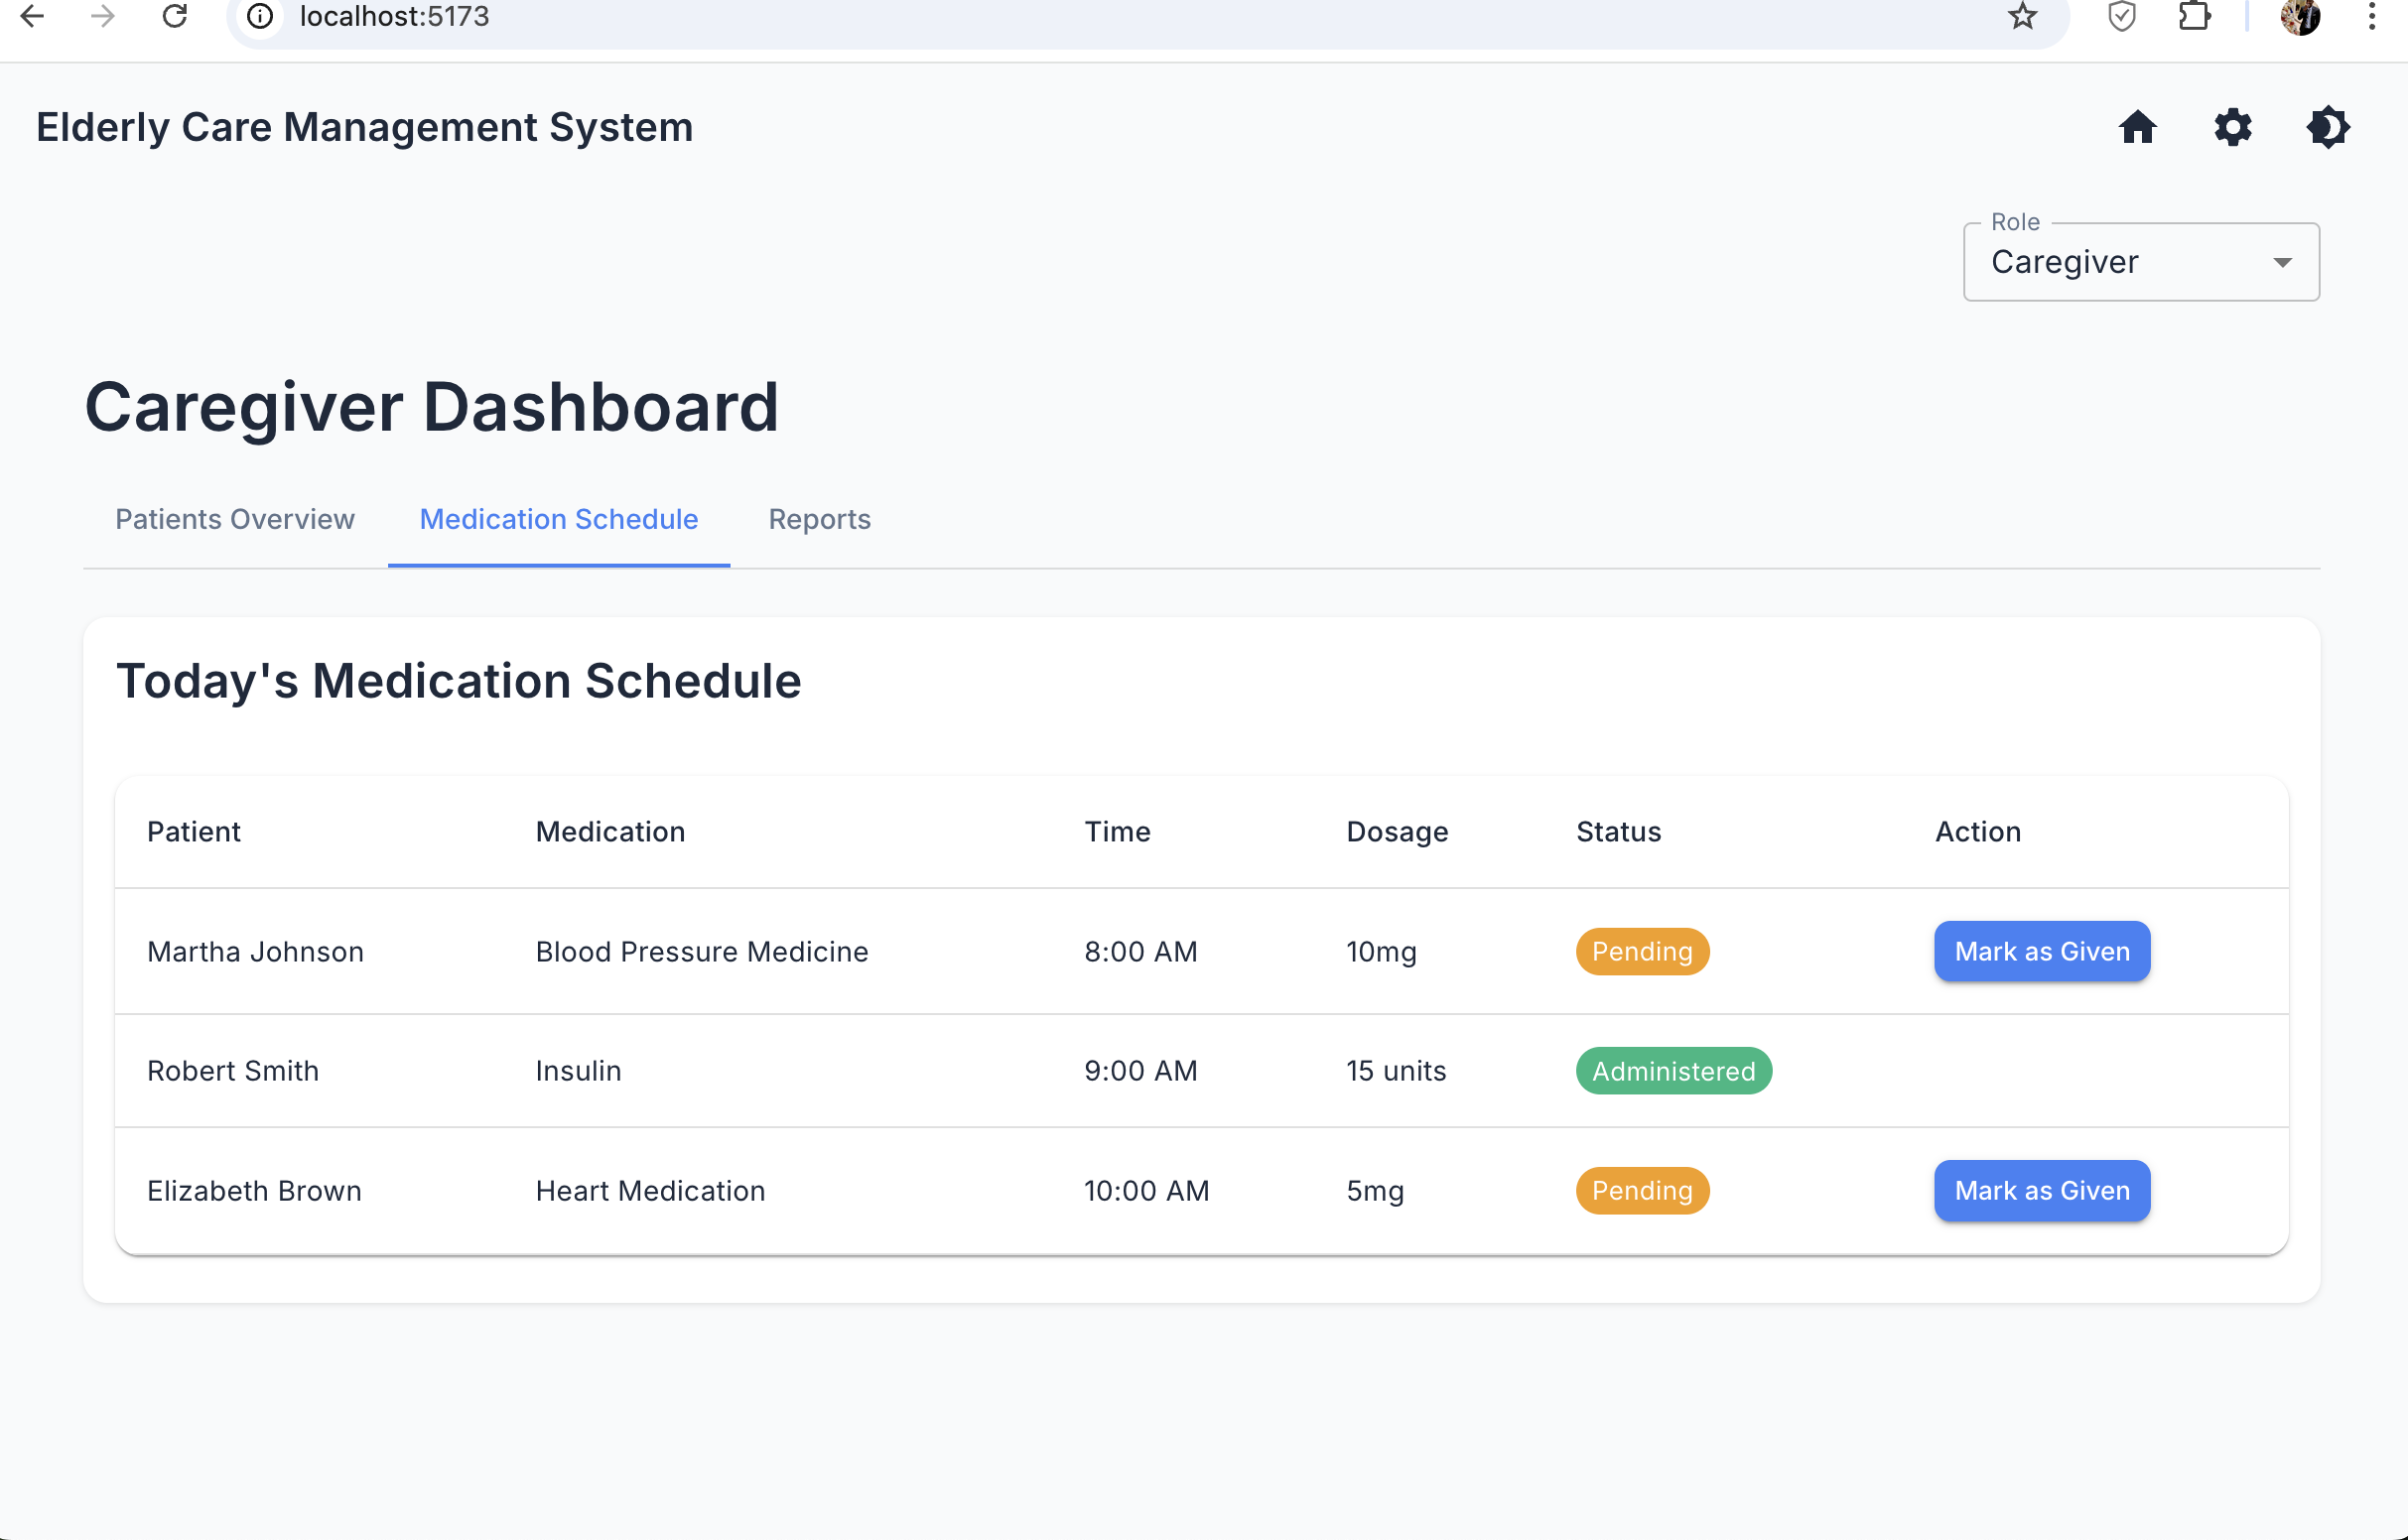 localhost:5173
Elderly Care Management System
Role
Caregiver
Caregiver Dashboard
Patients Overview Medication Schedule Reports
Today's Medication Schedule
Patient Medication Time Dosage Status Action
Martha Johnson Blood Pressure Medicine 8:00 AM 10mg Pending Mark as Given
Robert Smith Insulin 9:00 AM 15 units Administered
Elizabeth Brown Heart Medication 10:00 AM 5mg Pending Mark as Given